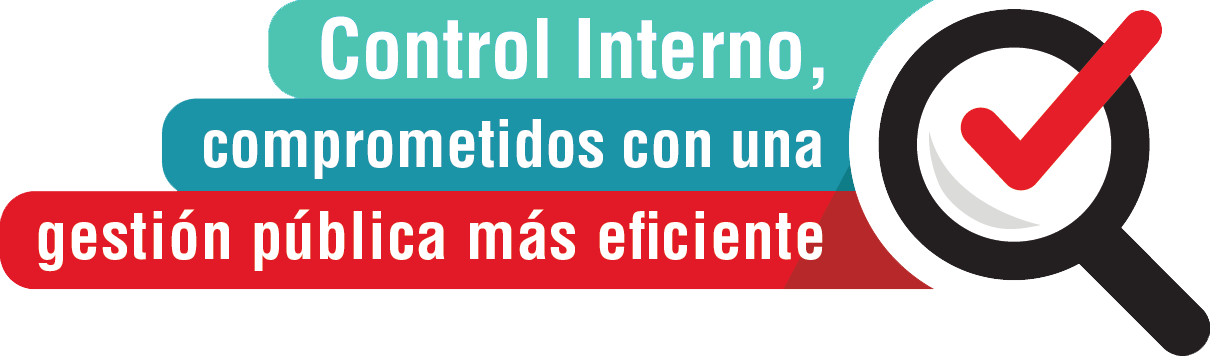 Control Interno,
comprometidos con una
gestión pública más eficiente